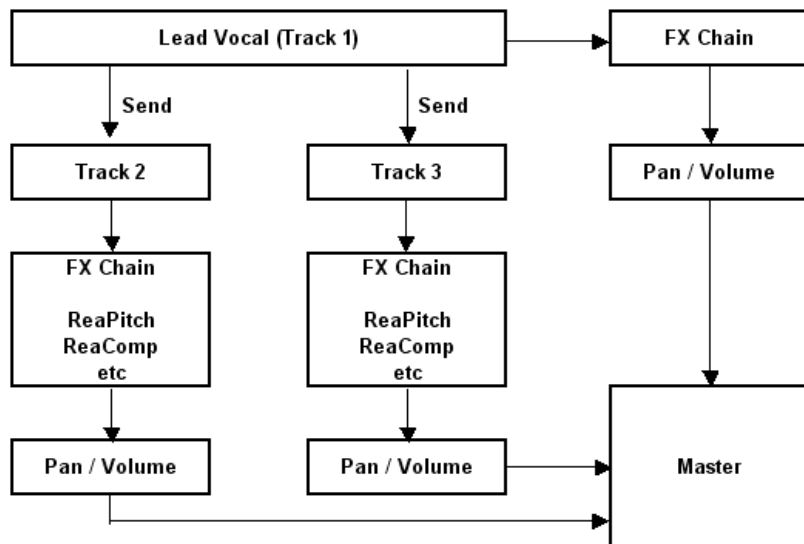 Lead Vocal (Track 1)
FX Chain
Send
Send
Track 2
Track 3
Pan / Volume
FX Chain
ReaPitch
ReaComp
etc
FX Chain
ReaPitch
ReaComp
etc
Pan / Volume
Pan / Volume
Master